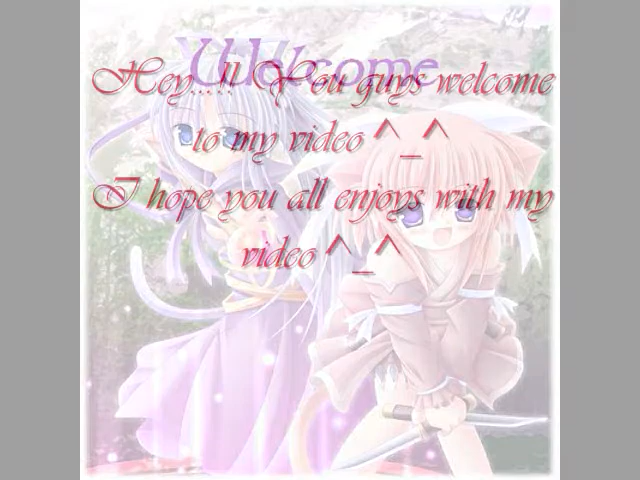 Welcome
Hey...!! You guys welcome
to my video ^_^
I hope you all enjoys with my
video ^_^